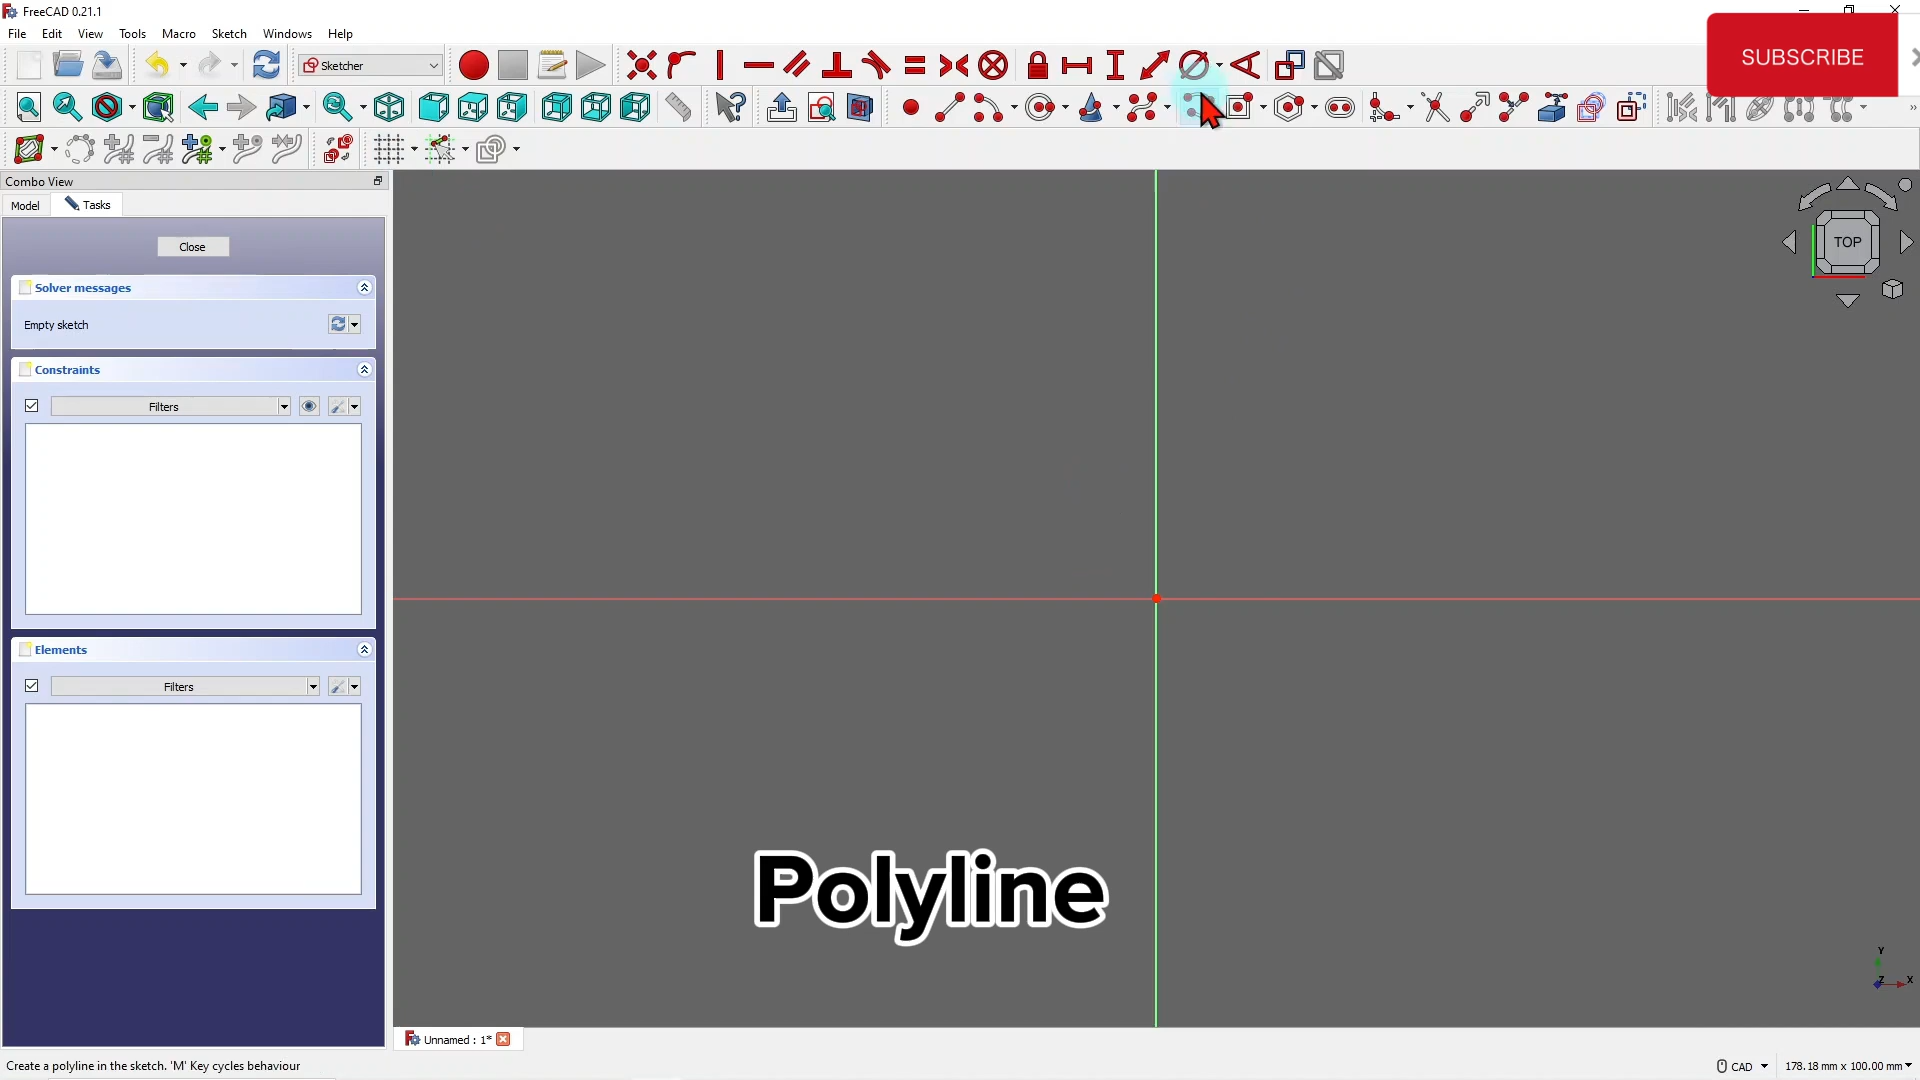 FreeCAD 0.21.1
File Edit View Tools Macro Sketch Windows Help
SUBSCRIBE
Sketcher
Combo View
Model Tasks
Close
Solver messages
Empty sketch
Constraints
Filters
Elements
Filters
TOP
Polyline
Y
Z X
Unnamed : 1*
Create a polyline in the sketch. 'M' Key cycles behaviour
CAD 178.18 mm x 100.00 mm